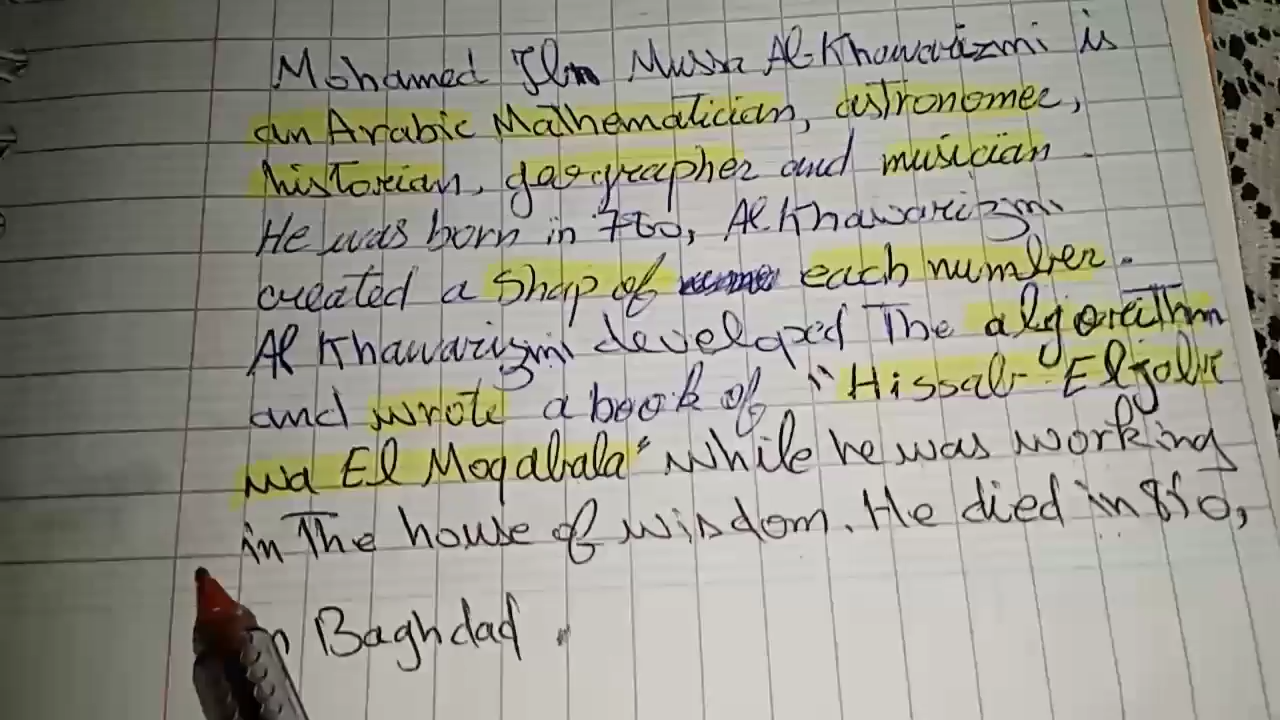 Mohamed Ibn Mussa Al-Khawarizmi is
an Arabic Mathematician, astronomer,
historian, geographer and musician.
He was born in 780, Al Khawarizmi
created a shap of each number.
Al Khawarizmi developed The algorithm
and wrote a book of "Hissab Eljabr
wa El Moqabala" while he was working
in The house of wisdom. He died in 850,
Baghdad.